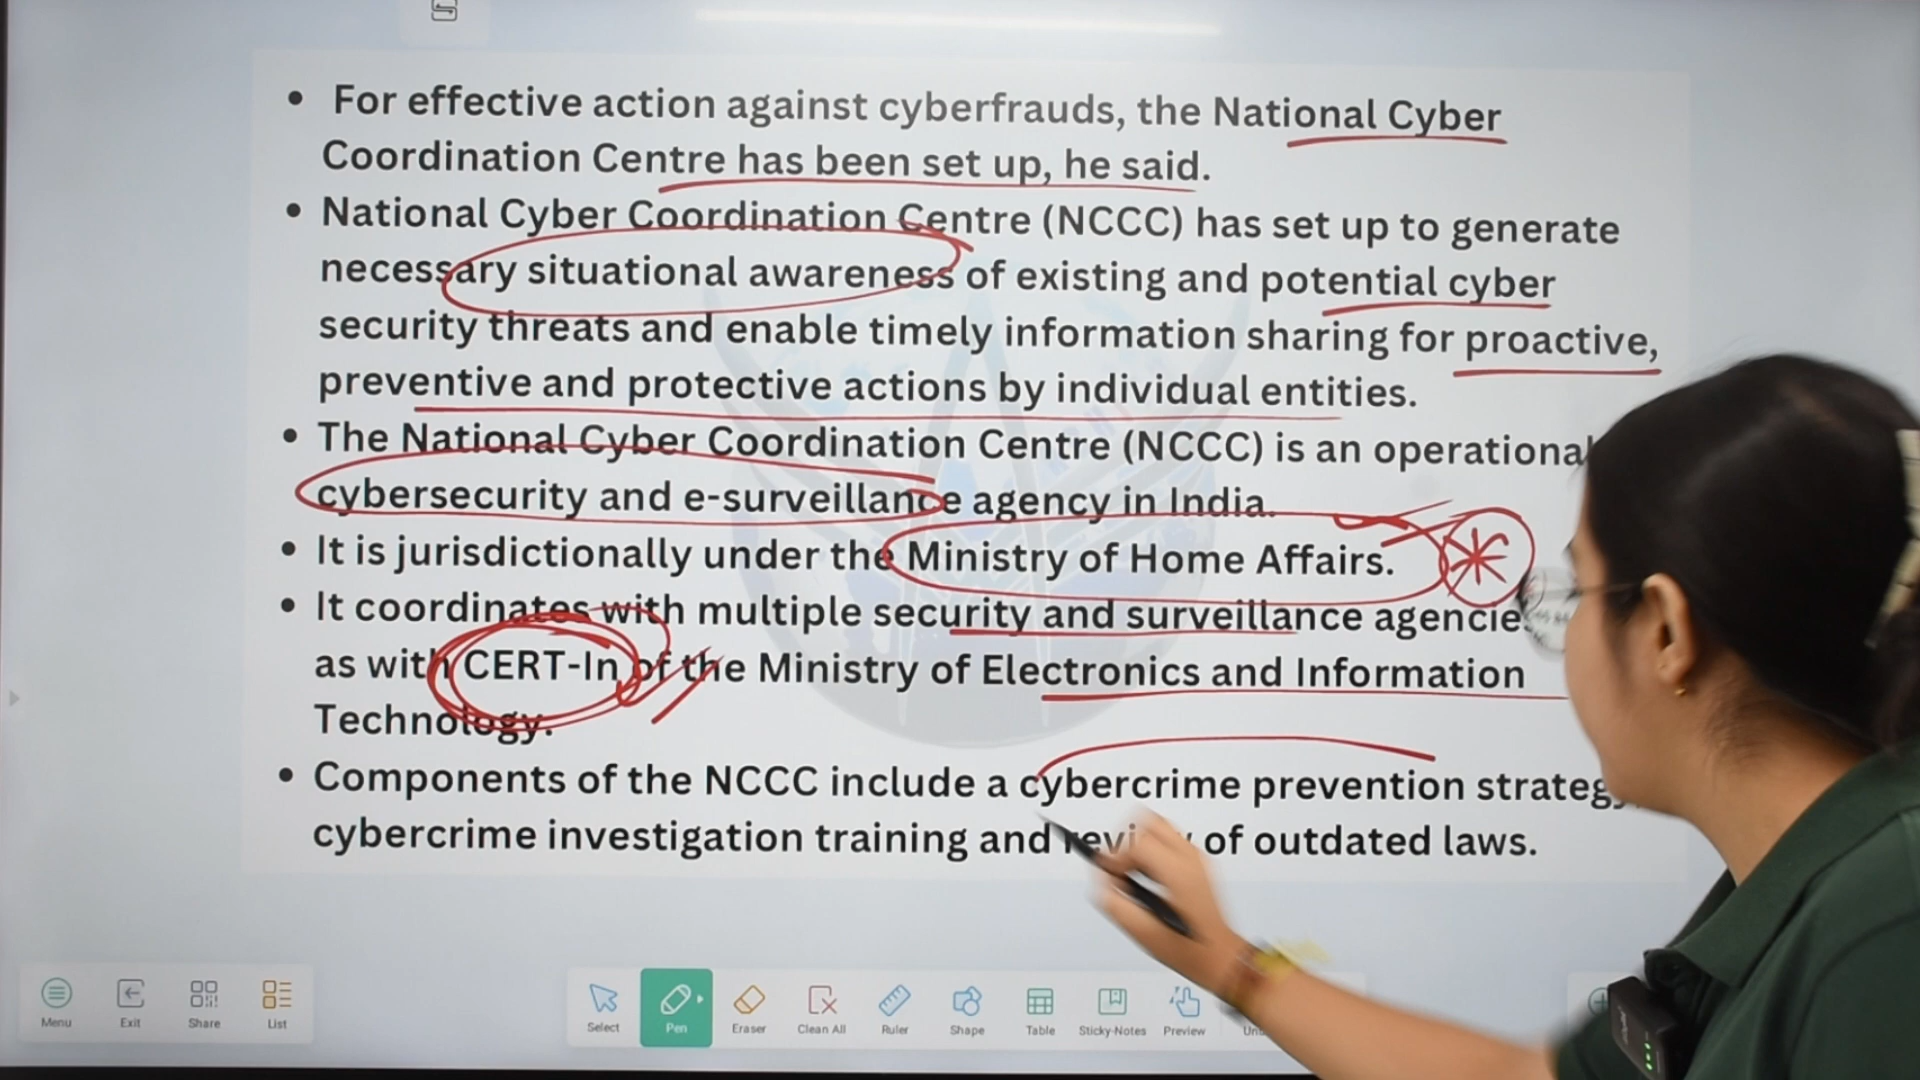 • For effective action against cyberfrauds, the National Cyber
Coordination Centre has been set up, he said.
• National Cyber Coordination Centre (NCCC) has set up to generate
necessary situational awareness of existing and potential cyber
security threats and enable timely information sharing for proactive,
preventive and protective actions by individual entities.
• The National Cyber Coordination Centre (NCCC) is an operational
cybersecurity and e-surveillance agency in India.
• It is jurisdictionally under the Ministry of Home Affairs.
• It coordinates with multiple security and surveillance agencies
as with CERT-In of the Ministry of Electronics and Information
Technology.
• Components of the NCCC include a cybercrime prevention strategy,
cybercrime investigation training and review of outdated laws.
Menu Exit Share List Select Pen Eraser Clean All Ruler Shape Table Sticky-Notes Preview